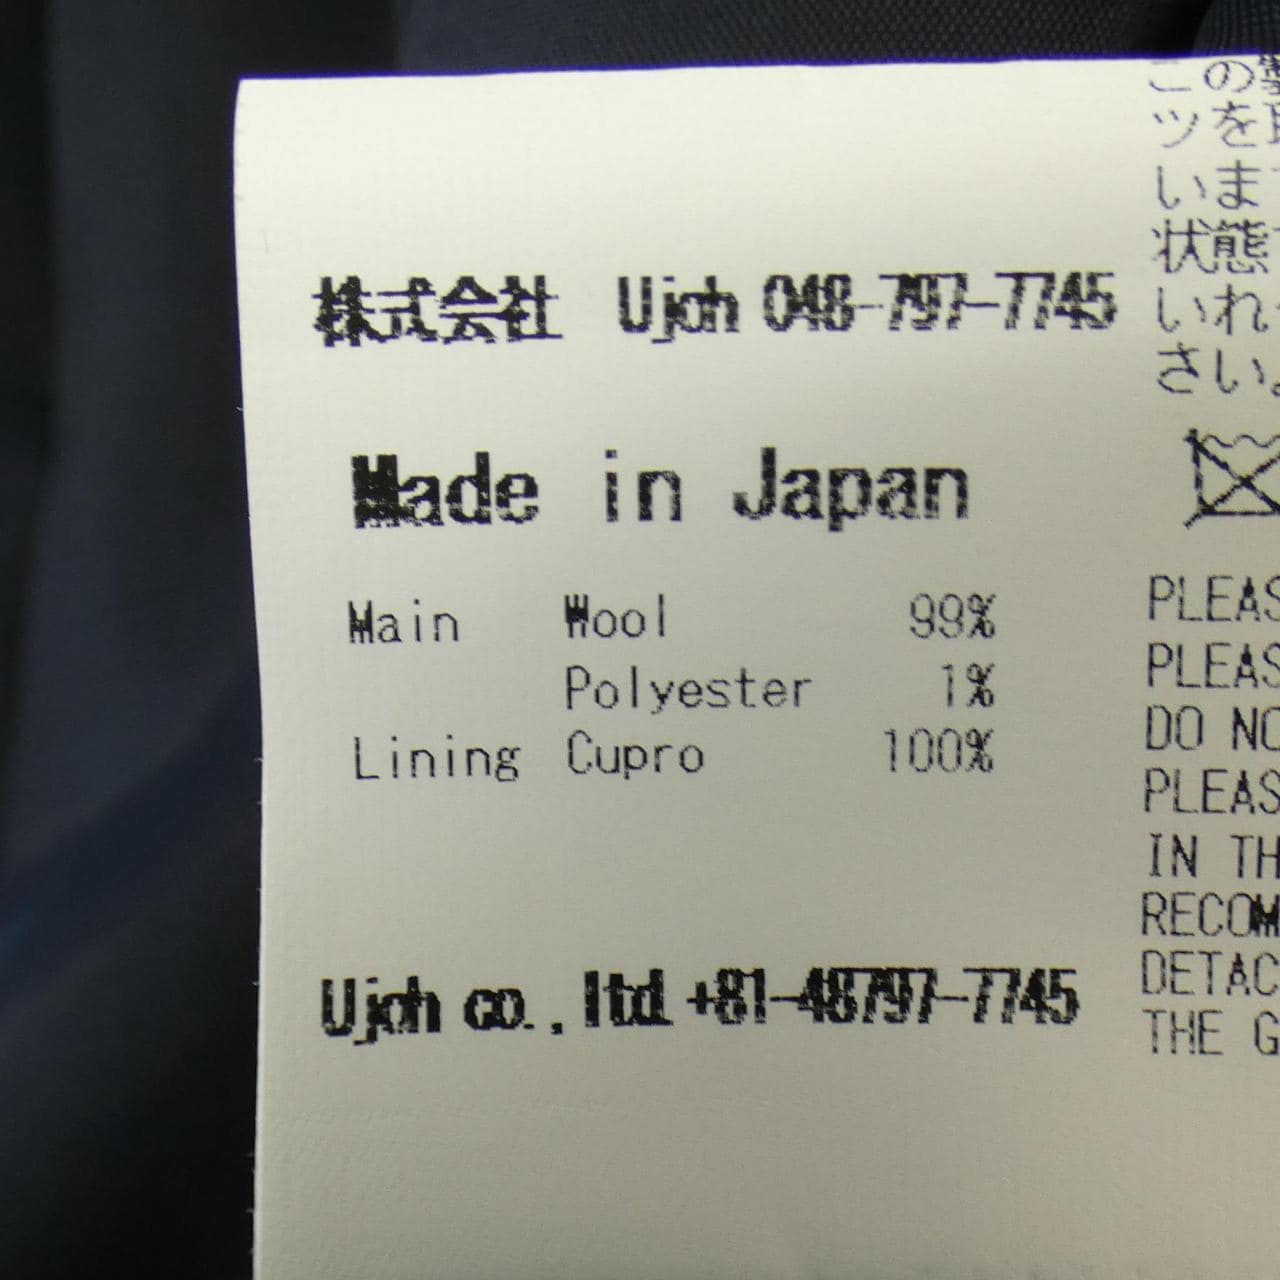 株式会社 Ujoh 048-797-7745
Made in Japan
Main Wool 99%
Polyester 1%
Lining Cupro 100%
Ujoh co., ltd +81-48797-7745
この製
ツを
いま
状態
いれ
さい。
PLEAS
PLEAS
DO NO
PLEAS
IN TH
RECOM
DETAC
THE G